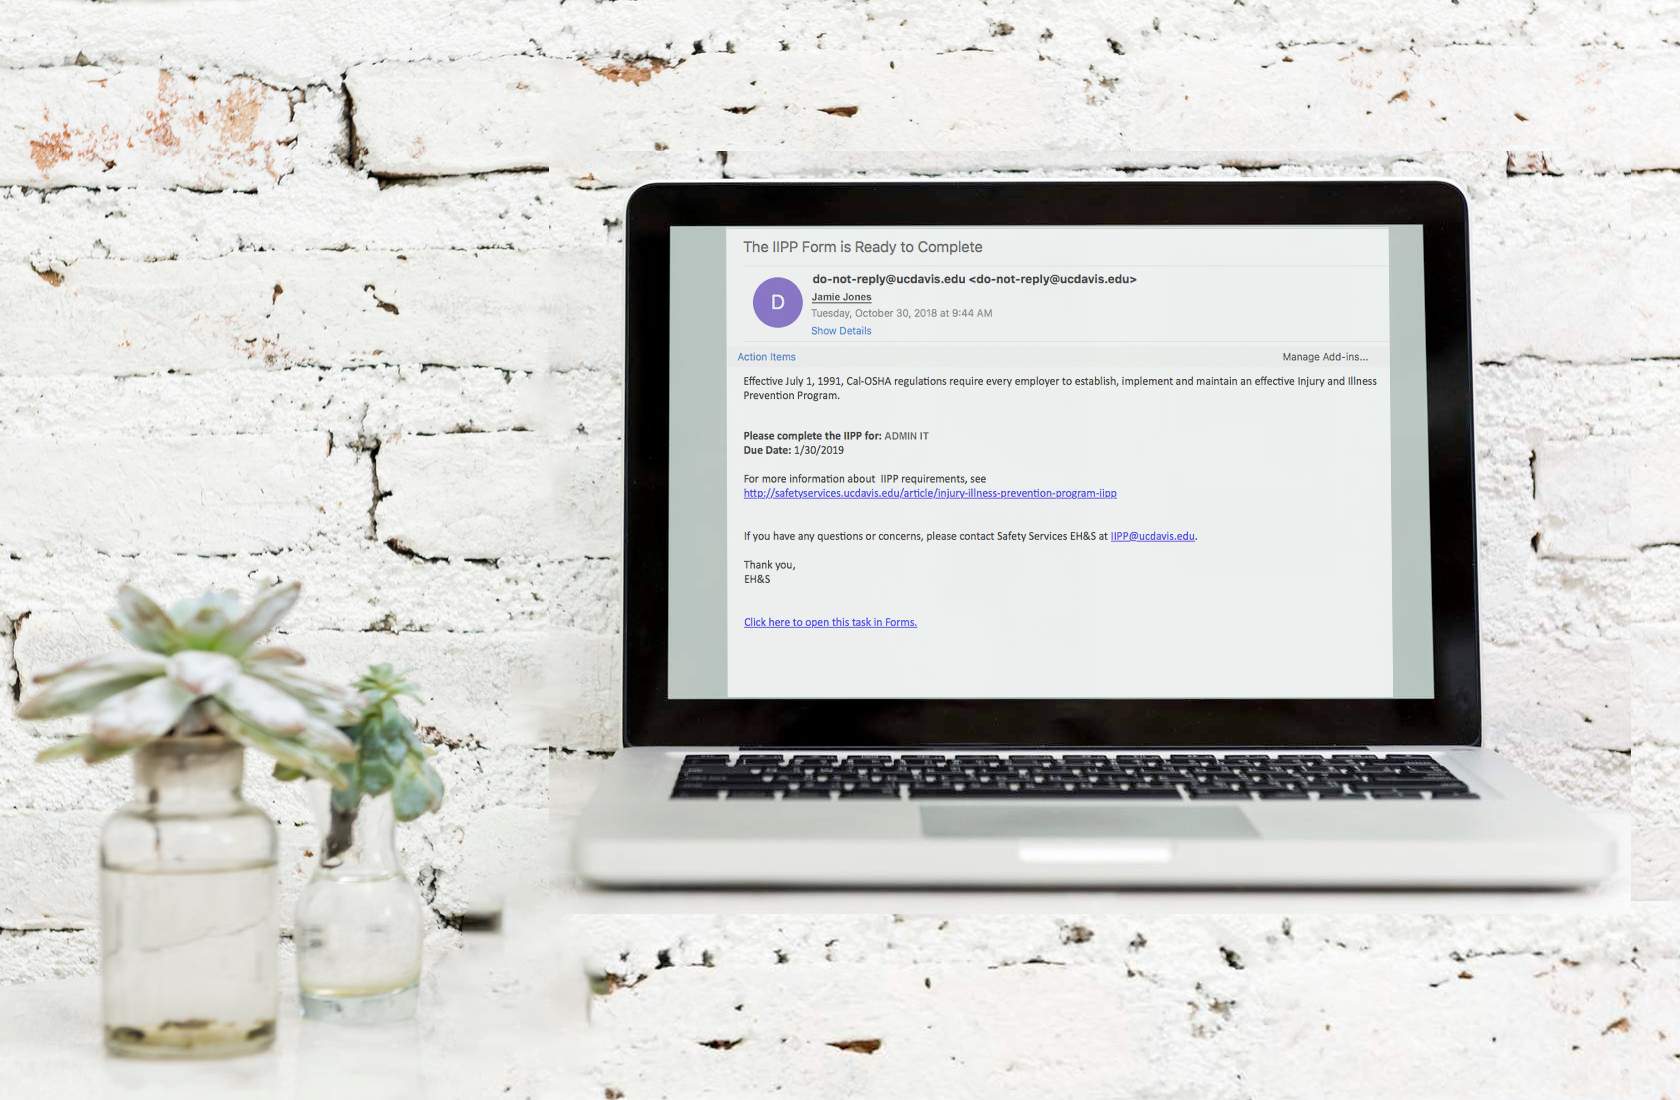 The IIPP Form is Ready to Complete
D
do-not-reply@ucdavis.edu <do-not-reply@ucdavis.edu>
Jamie Jones
Tuesday, October 30, 2018 at 9:44 AM
Show Details
Action Items
Manage Add-ins...
Effective July 1, 1991, Cal-OSHA regulations require every employer to establish, implement and maintain an effective Injury and Illness
Prevention Program.
Please complete the IIPP for: ADMIN IT
Due Date: 1/30/2019
For more information about  IIPP requirements, see
http://safetyservices.ucdavis.edu/article/injury-illness-prevention-program-iipp
If you have any questions or concerns, please contact Safety Services EH&S at IIPP@ucdavis.edu.
Thank you,
EH&S
Click here to open this task in Forms.